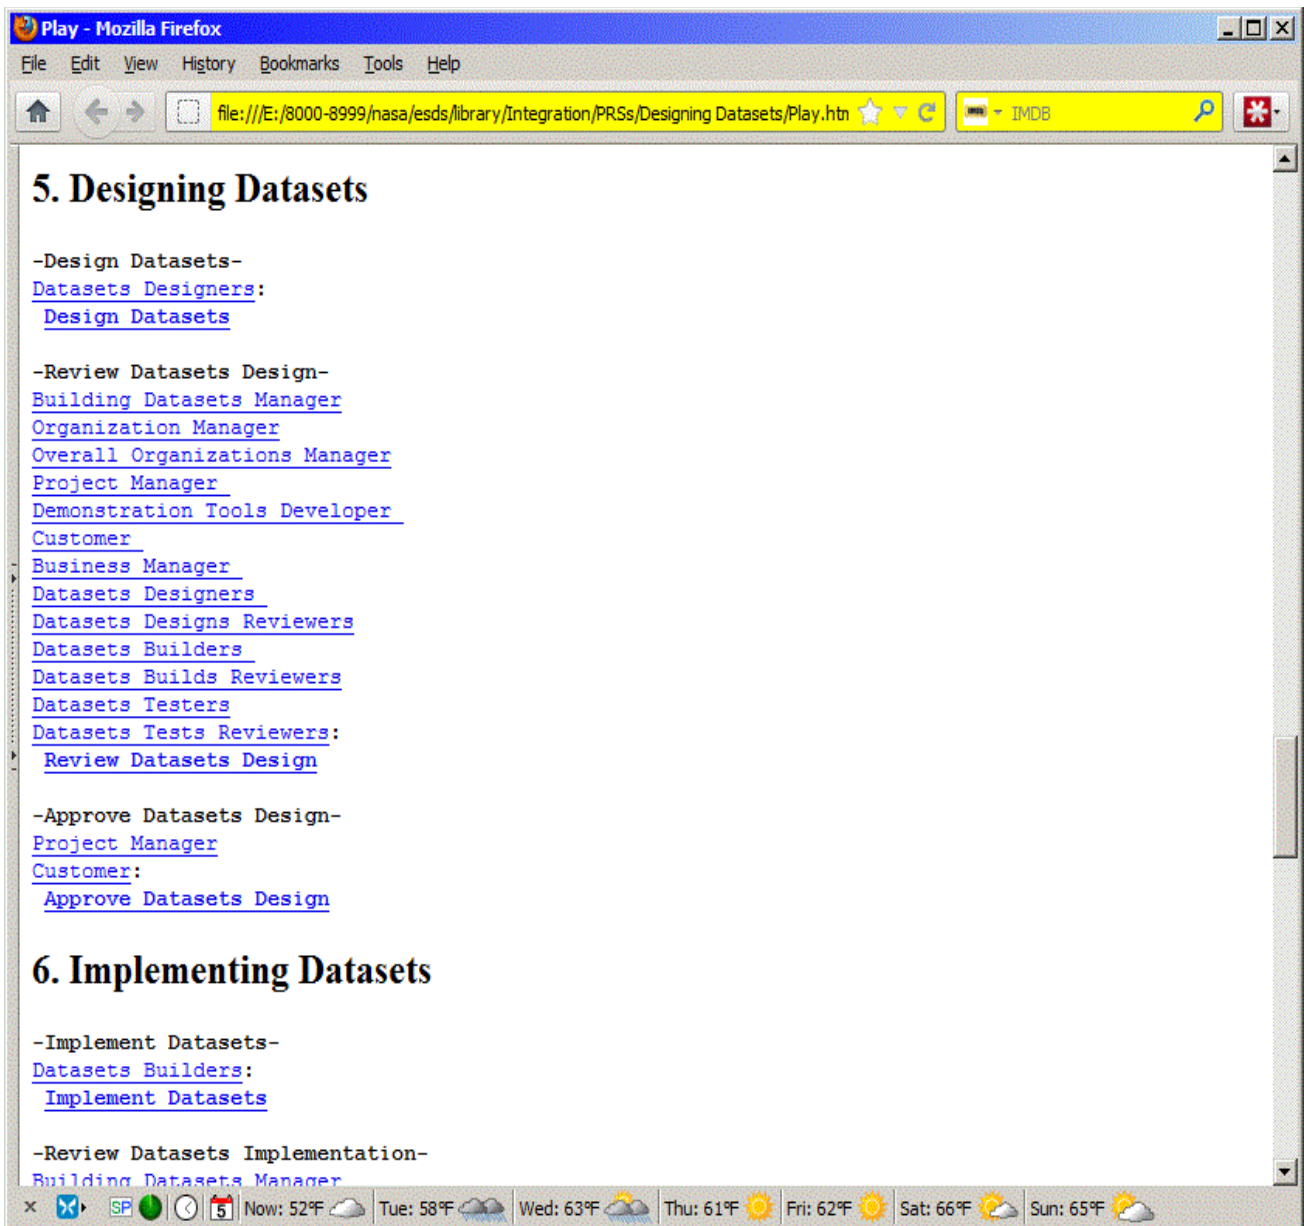 Play - Mozilla Firefox
File Edit View History Bookmarks Tools Help
file:///E:/8000-8999/nasa/esds/library/Integration/PRSs/Designing Datasets/Play.htm IMDB
5. Designing Datasets
-Design Datasets-
Datasets Designers:
Design Datasets
-Review Datasets Design-
Building Datasets Manager
Organization Manager
Overall Organizations Manager
Project Manager
Demonstration Tools Developer
Customer
Business Manager
Datasets Designers
Datasets Designs Reviewers
Datasets Builders
Datasets Builds Reviewers
Datasets Testers
Datasets Tests Reviewers:
Review Datasets Design
-Approve Datasets Design-
Project Manager
Customer:
Approve Datasets Design
6. Implementing Datasets
-Implement Datasets-
Datasets Builders:
Implement Datasets
-Review Datasets Implementation-
Building Datasets Manager
SP 5 Now: 52°F Tue: 58°F Wed: 63°F Thu: 61°F Fri: 62°F Sat: 66°F Sun: 65°F